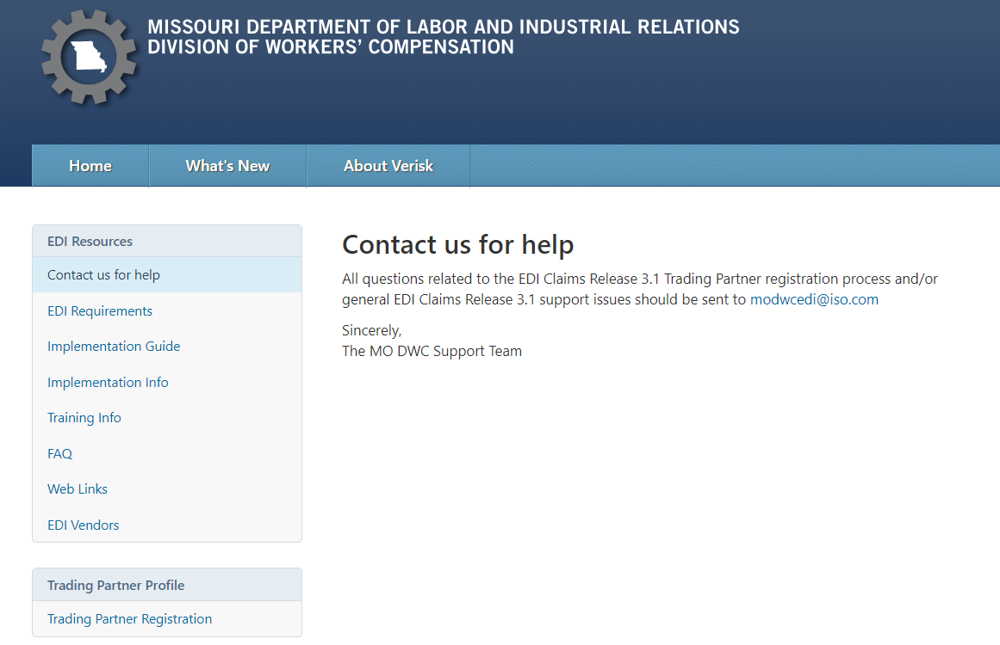 MISSOURI DEPARTMENT OF LABOR AND INDUSTRIAL RELATIONS
DIVISION OF WORKERS’ COMPENSATION
Home
What's New
About Verisk
EDI Resources
Contact us for help
EDI Requirements
Implementation Guide
Implementation Info
Training Info
FAQ
Web Links
EDI Vendors
Trading Partner Profile
Trading Partner Registration
Contact us for help
All questions related to the EDI Claims Release 3.1 Trading Partner registration process and/or
general EDI Claims Release 3.1 support issues should be sent to modwcedi@iso.com
Sincerely,
The MO DWC Support Team